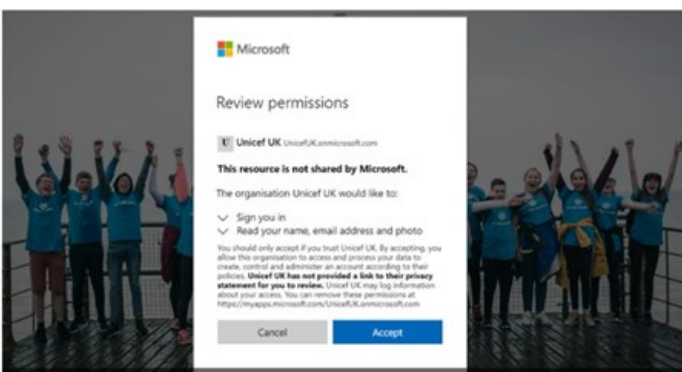 Microsoft
Review permissions
U Unicef UK UnicefUK.onmicrosoft.com
This resource is not shared by Microsoft.
The organisation Unicef UK would like to:
Sign you in
Read your name, email address and photo
You should only accept if you trust Unicef UK. By accepting, you
allow this organisation to access and process your data to
create, control and administer an account according to their
policies. Unicef UK has not provided a link to their privacy
statement for you to review. Unicef UK may log information
about your access. You can remove these permissions at
https://myapps.microsoft.com/UnicefUK.onmicrosoft.com
Cancel Accept